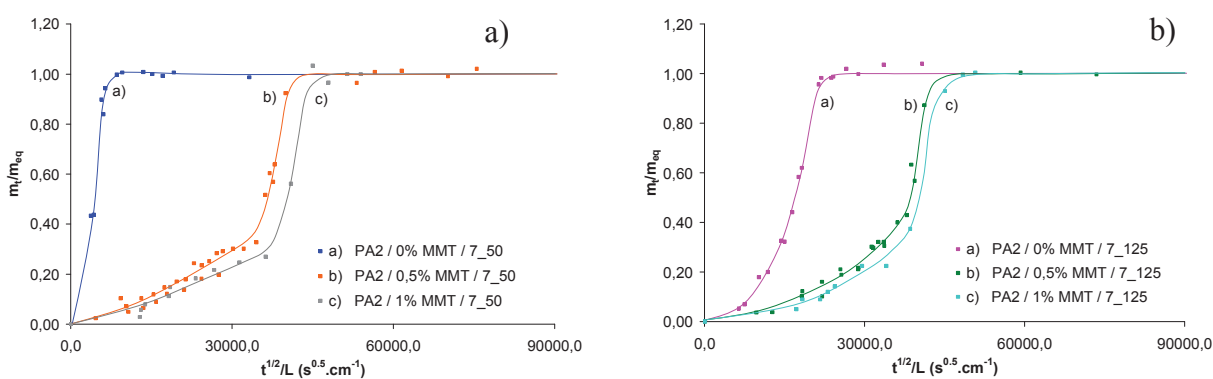 a)
1,20
1,00
0,80
0,60
0,40
0,20
0,00
mt/meq
a)
b)
c)
a) PA2 / 0% MMT / 7_50
b) PA2 / 0,5% MMT / 7_50
c) PA2 / 1% MMT / 7_50
0,0
30000,0
60000,0
90000,0
t^1/2/L (s^0.5.cm^-1)
b)
1,20
1,00
0,80
0,60
0,40
0,20
0,00
mt/meq
a)
b)
c)
a) PA2 / 0% MMT / 7_125
b) PA2 / 0,5% MMT / 7_125
c) PA2 / 1% MMT / 7_125
0,0
30000,0
60000,0
90000,0
t^1/2/L (s^0.5.cm^-1)